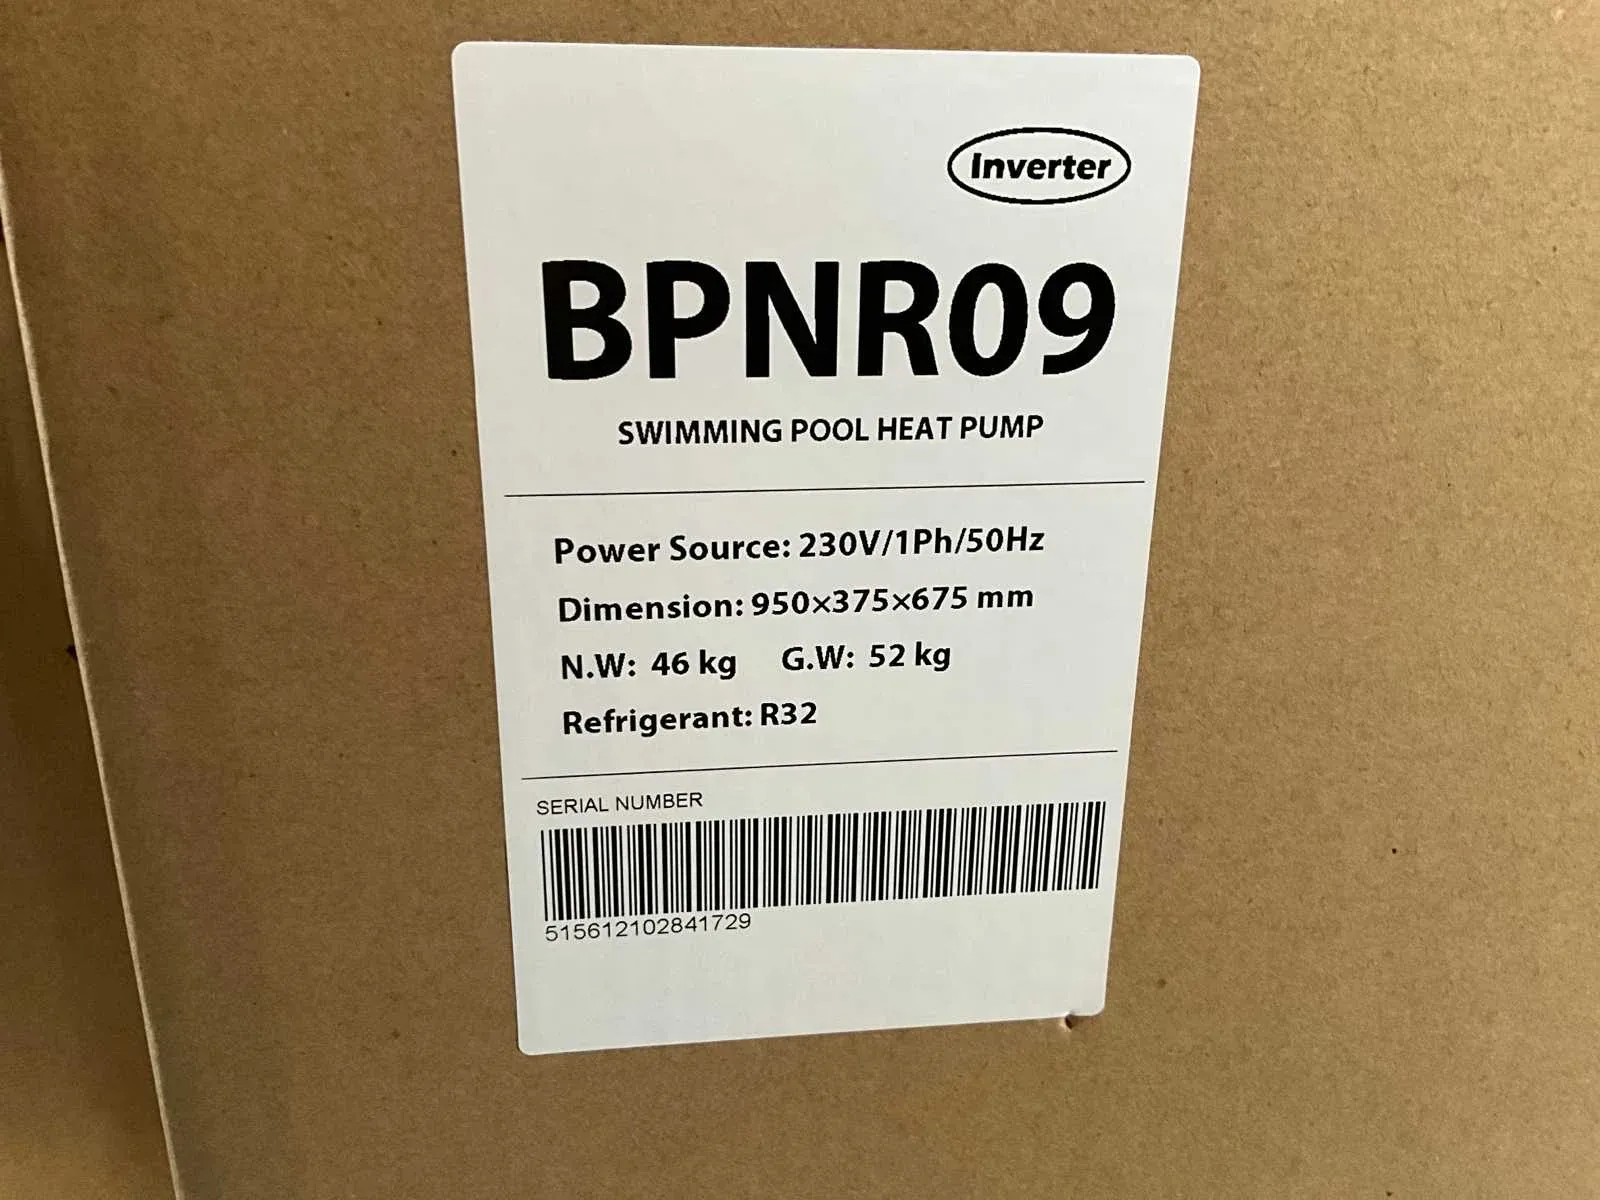 Inverter
BPNR09
SWIMMING POOL HEAT PUMP
Power Source: 230V/1Ph/50Hz
Dimension: 950×375×675 mm
N.W: 46 kg G.W: 52 kg
Refrigerant: R32
SERIAL NUMBER
515612102841729